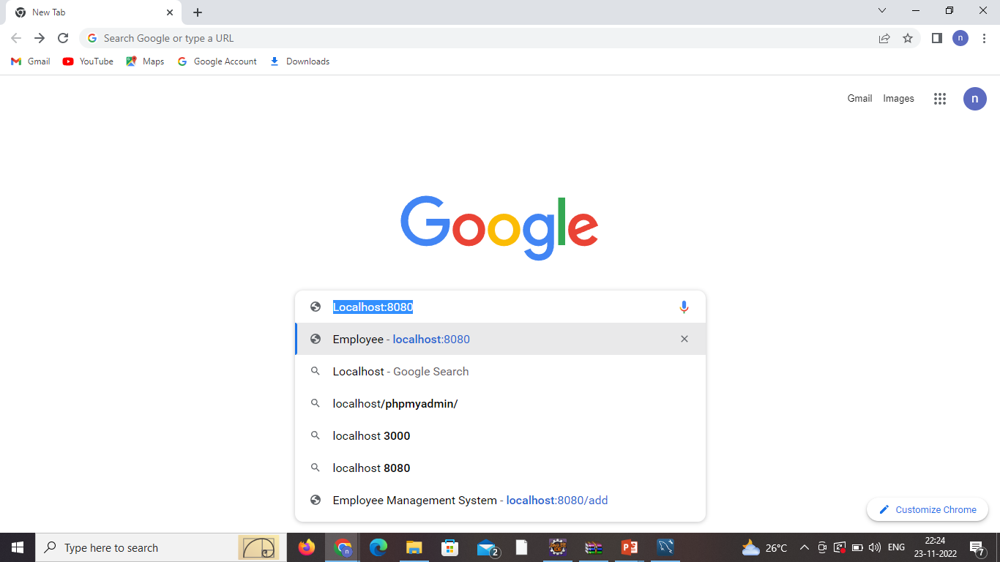 New Tab
Search Google or type a URL
n
Gmail YouTube Maps Google Account Downloads
Gmail Images n
Google
Localhost:8080
Employee - localhost:8080
Localhost - Google Search
localhost/phpmyadmin/
localhost 3000
localhost 8080
Employee Management System - localhost:8080/add
Customize Chrome
Type here to search
n
2
26°C
ENG
22:24
23-11-2022
7